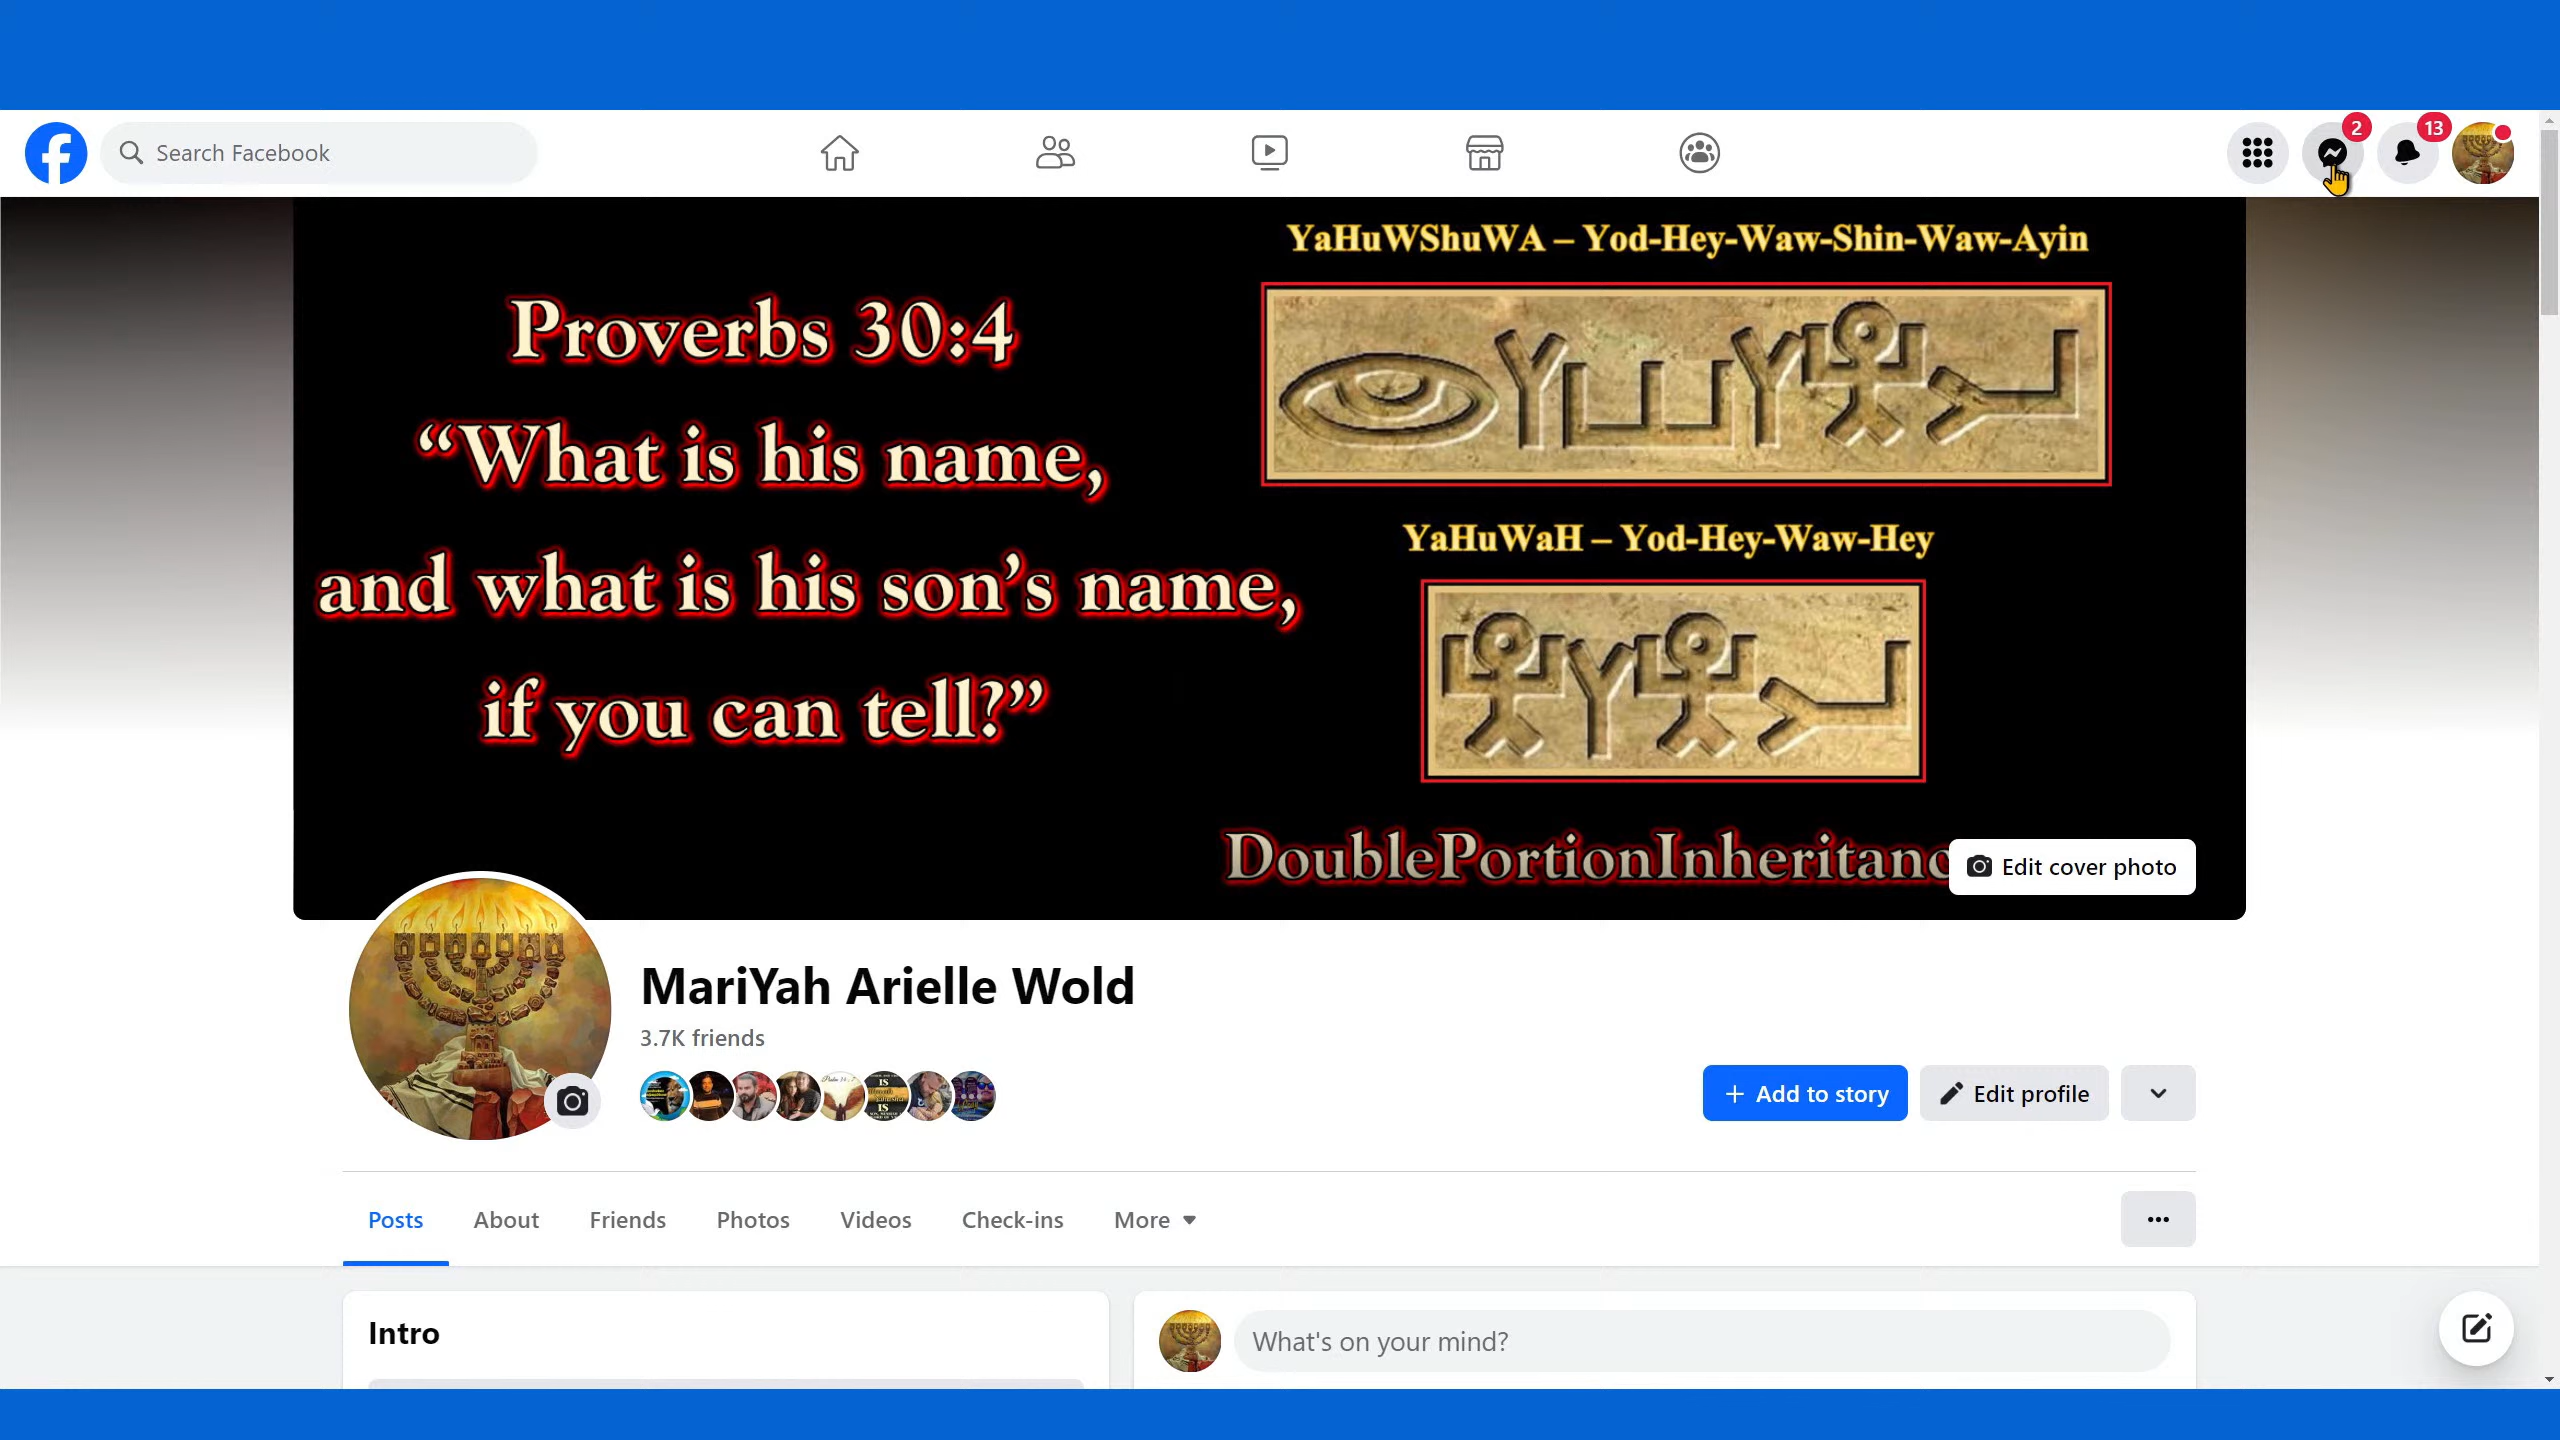 Search Facebook
2
13
Proverbs 30:4
“What is his name,
and what is his son’s name,
if you can tell?”
YaHuWShuWA – Yod-Hey-Waw-Shin-Waw-Ayin
YaHuWaH – Yod-Hey-Waw-Hey
Edit cover photo
MariYah Arielle Wold
3.7K friends
+ Add to story
Edit profile
Posts About Friends Photos Videos Check-ins More
Intro
What's on your mind?